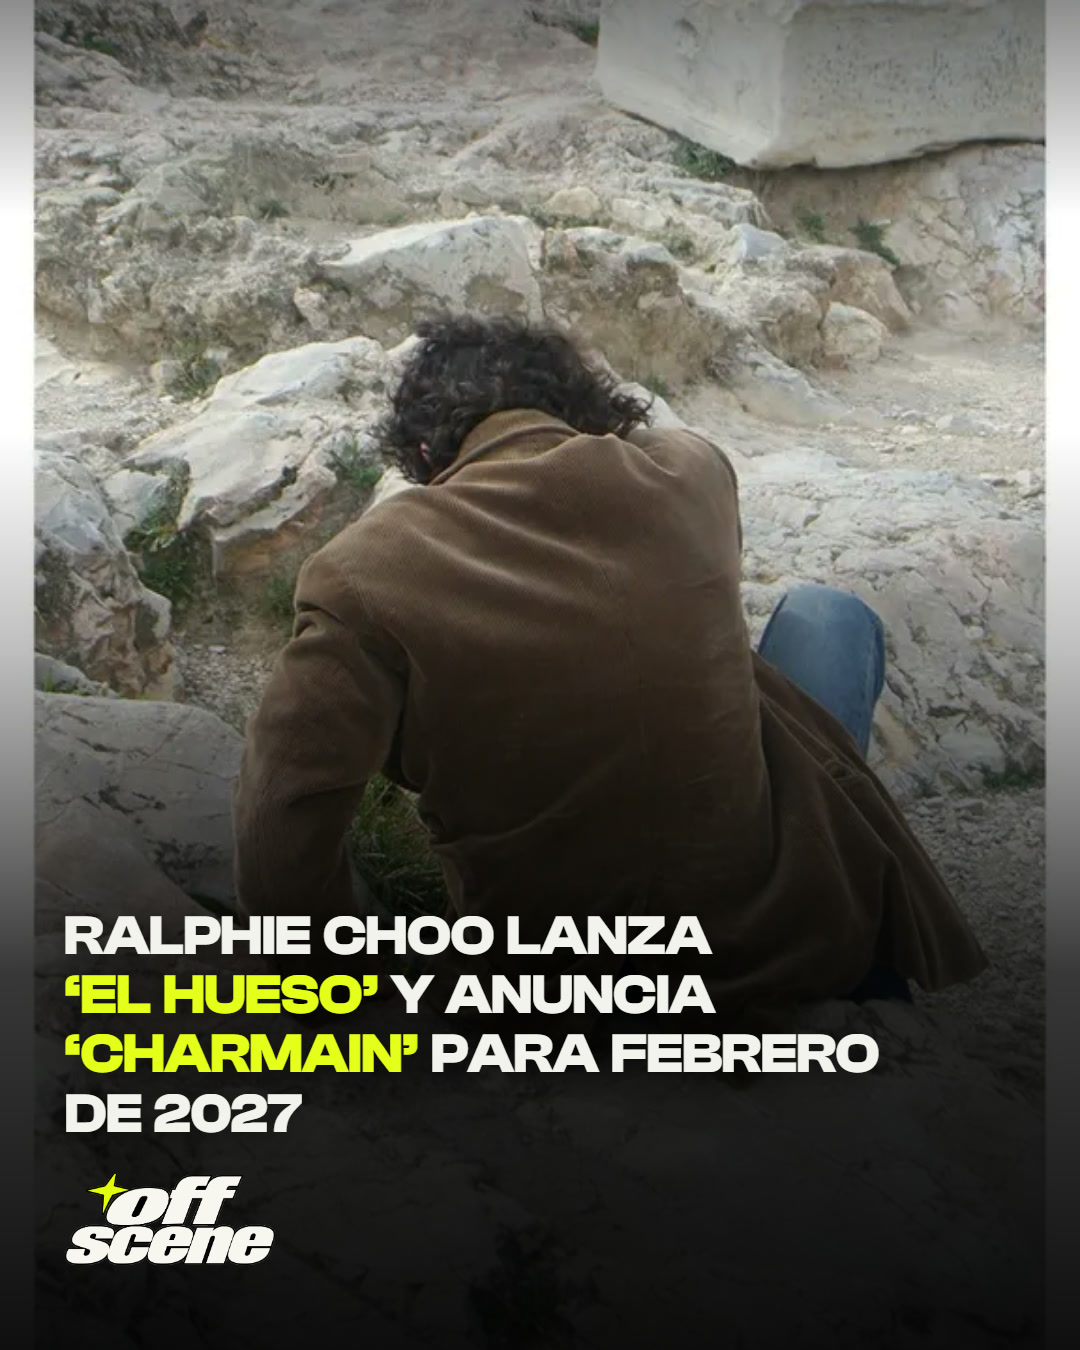 RALPHIE CHOO LANZA
‘EL HUESO’ Y ANUNCIA
‘CHARMAIN’ PARA FEBRERO
DE 2027
off
scene